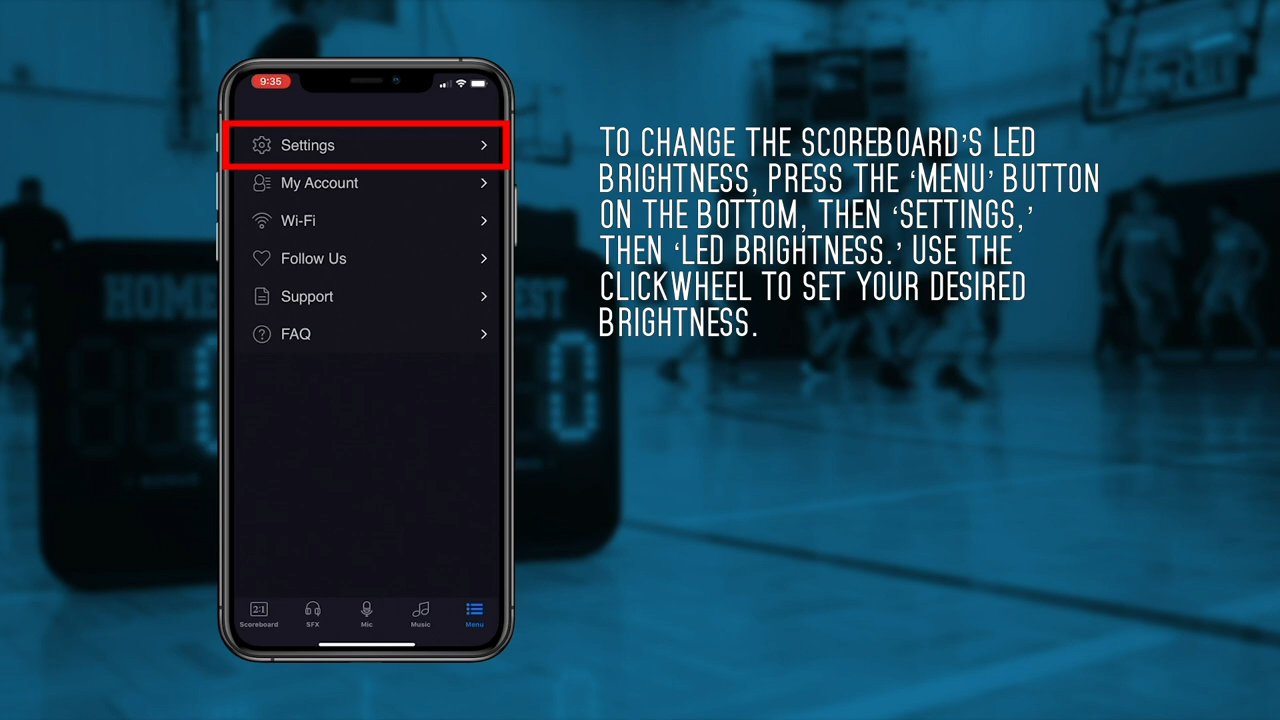 9:35
Settings
My Account
Wi-Fi
Follow Us
Support
FAQ
2:1
Scoreboard
SFX
Mic
Music
Menu
TO CHANGE THE SCOREBOARD'S LED
BRIGHTNESS, PRESS THE ‘MENU’ BUTTON
ON THE BOTTOM, THEN ‘SETTINGS,’
THEN ‘LED BRIGHTNESS.’ USE THE
CLICKWHEEL TO SET YOUR DESIRED
BRIGHTNESS.
HOME
0